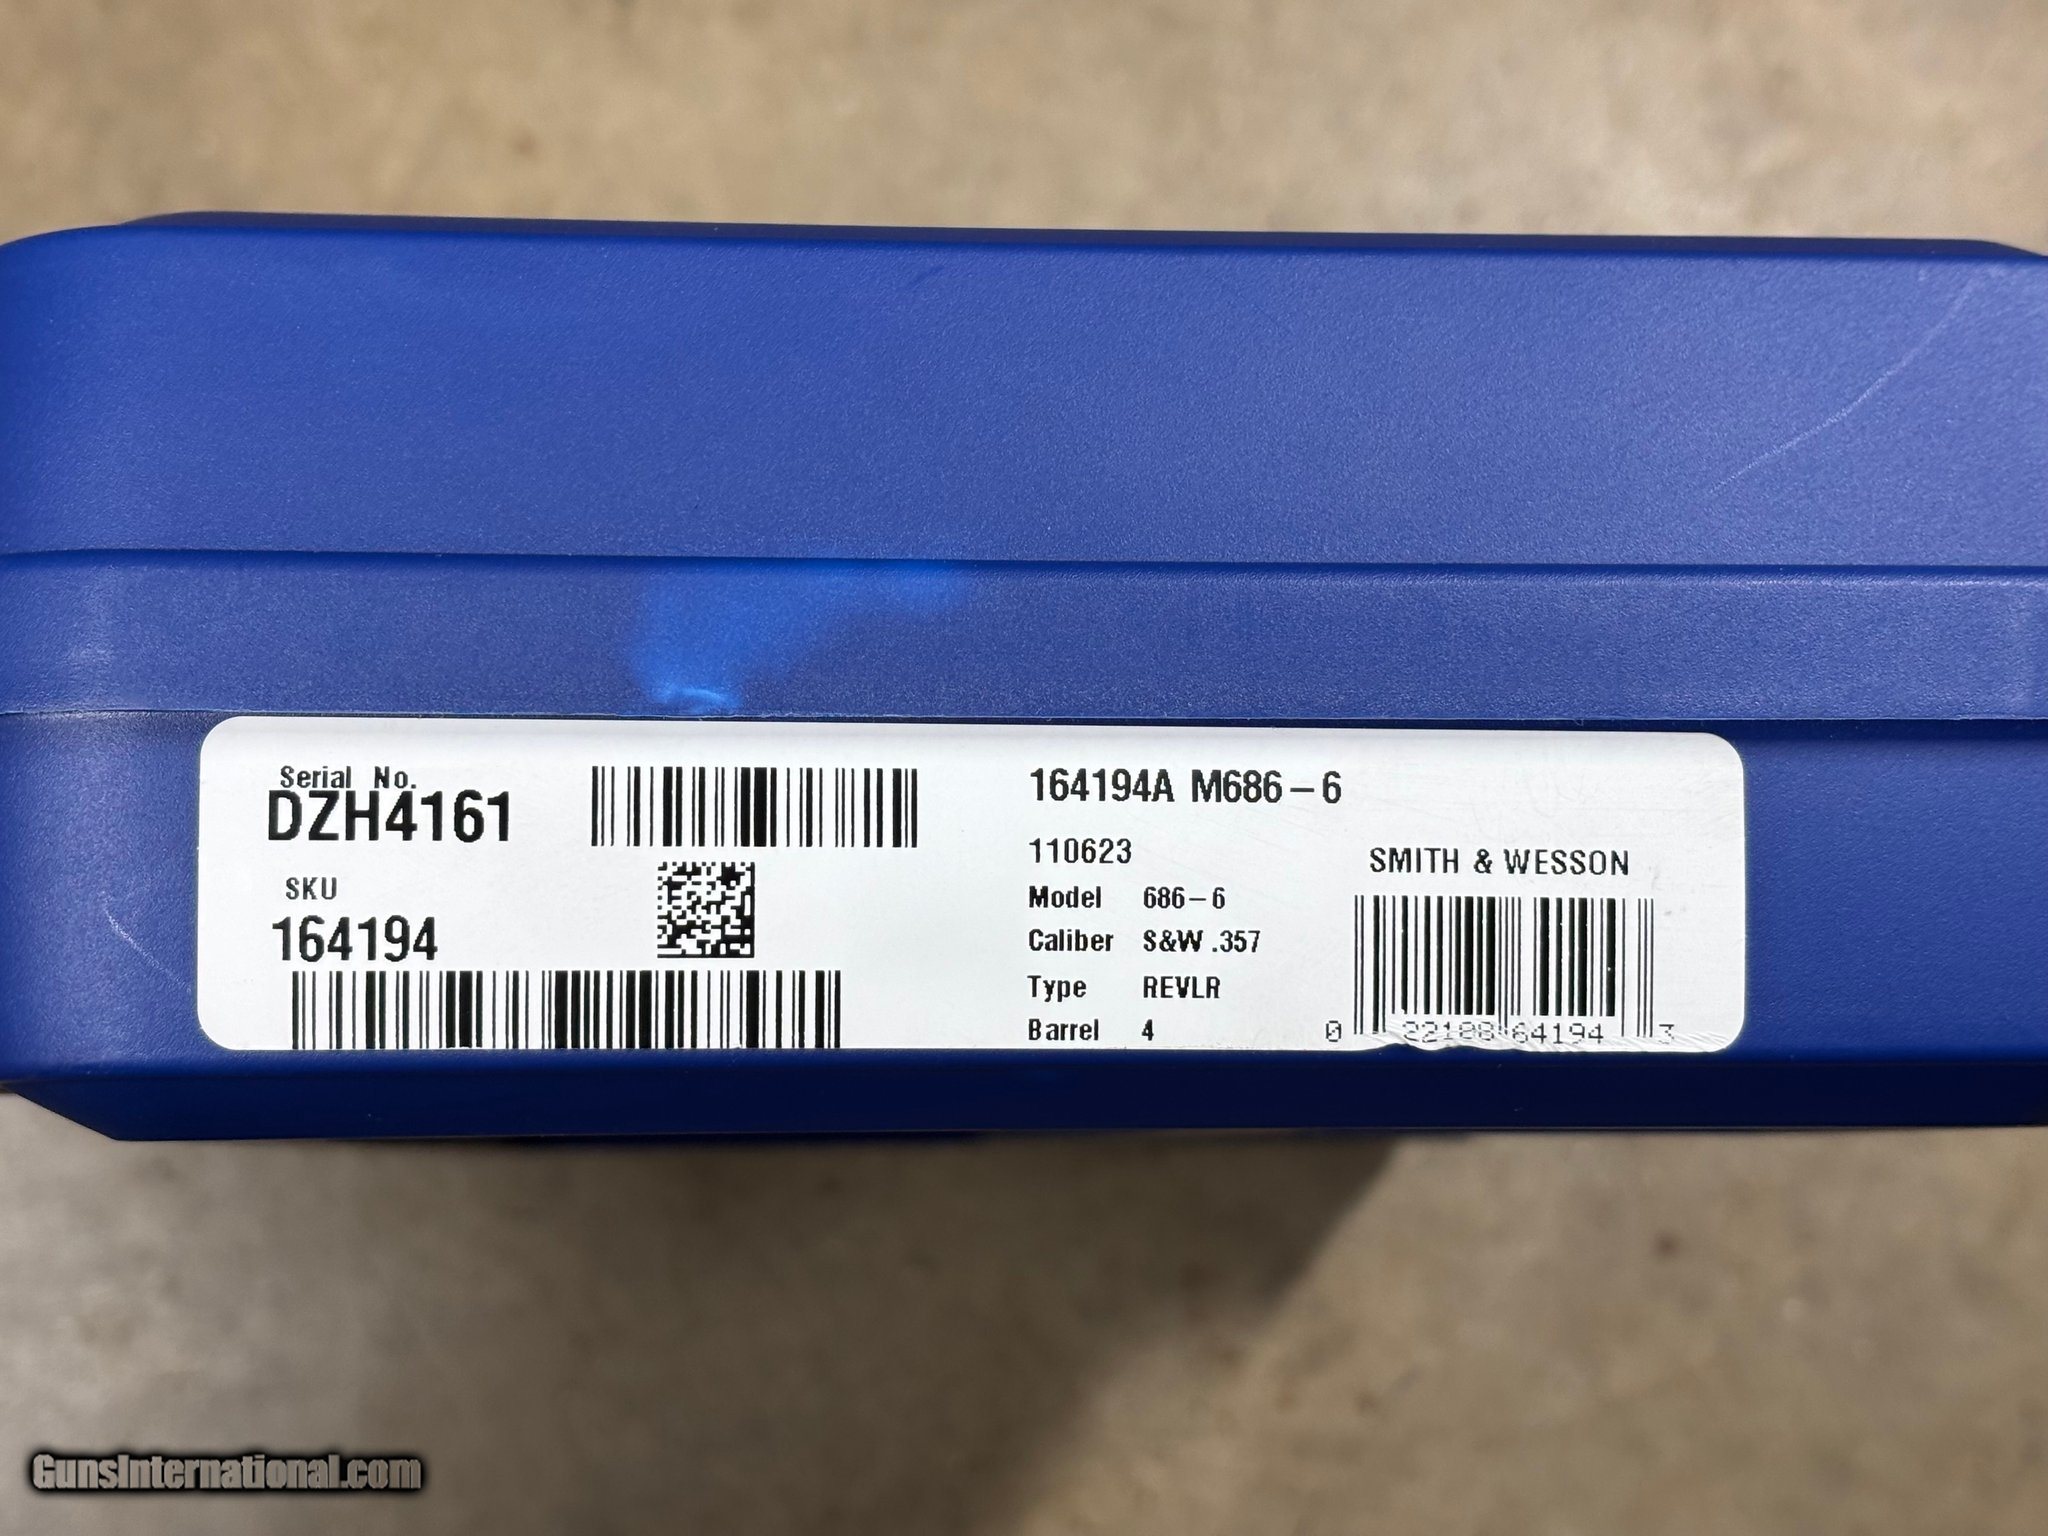 Serial No.
DZH4161
SKU
164194
164194A M686-6
110623
Model 686-6
Caliber S&W .357
Type REVLR
Barrel 4
SMITH & WESSON
0 22188 64194 3
GunsInternational.com